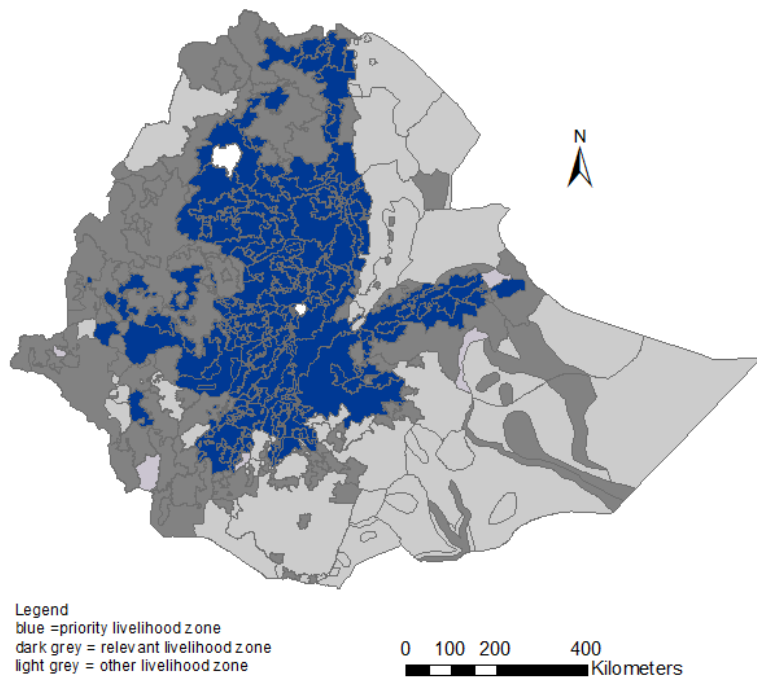 N
Legend
blue =priority livelihood zone
dark grey = relevant livelihood zone
light grey = other livelihood zone
0 100 200 400
Kilometers